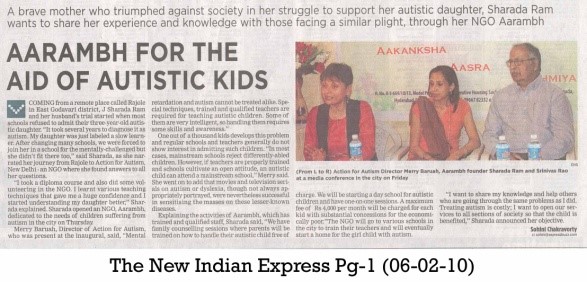 A brave mother who triumphed against society in her struggle to support her autistic daughter, Sharada Ram
wants to share her experience and knowledge with those facing a similar plight, through her NGO Aarambh
AARAMBH FOR THE
AID OF AUTISTIC KIDS
COMING from a remote place called Rajole
in East Godavari district, J Sharada Ram
and her husband's trial started when most
schools refused to admit their three-year old autis-
tic daughter. "It took several years to diagnose it as
autism. My daughter was just labeled a slow learn-
er. After changing many schools, we were forced to
join her in a school for the mentally-challenged but
she didn't fit there too," said Sharada, as she nar-
rated her journey from Rajole to Action for Autism,
New Delhi - an NGO where she found answers to all
her questions.
"I took a diploma course and also did some vol-
unteering in the NGO. I learnt various teaching
techniques that gave me a huge confidence and I
started understanding my daughter better," Shar-
ada explained. Sharada opened an NGO, Aarambh,
dedicated to the needs of children suffering from
autism in the city on Thursday.
Merry Baruah, Director of Action for Autism,
who was present at the inaugural, said, "Mental
retardation and autism cannot be treated alike. Spe-
cial techniques, trained and qualified teachers are
required for teaching autistic children. Some of
them are very intelligent, so handling them requires
some skills and awareness."
One out of a thousand kids develops this problem
and regular schools and teachers generally do not
show interest in admitting such children. "In most
cases, mainstream schools reject differently-abled
children. However, if teachers are properly trained
and schools cultivate an open attitude, an autistic
child can attend a mainstream school," Merry said.
She went on to add that movies and television seri-
als on autism or dyslexia, though not always ap-
propriately portrayed, were nevertheless successful
in sensitising the masses on those lesser-known
diseases.
Explaining the activities of Aarambh, which has
trained and qualified staff, Sharada said, "We have
family counselling sessions where parents will be
trained on how to handle their autistic child free of
AAKANKSHA
AASRA
(From L to R) Action for Autism Director Merry Baruah, Aarambh founder Sharada Ram and Srinivas Rao
at a media conference in the city on Friday
charge. We will be starting a day school for autistic
children and have one-on-one sessions. A maximum
fee of Rs 4,000 per month will be charged for each
kid with substantial concessions for the economi-
cally poor." The NGO will go to various schools in
the city to train their teachers and will eventually
start a home for the girl child with autism.
"I want to share my knowledge and help others
who are going through the same problems as I did.
Treating autism is costly; I want to open our ser-
vices to all sections of society so that the child is
benefited," Sharada announced her objective.
Sahini Chakravorty
The New Indian Express Pg-1 (06-02-10)